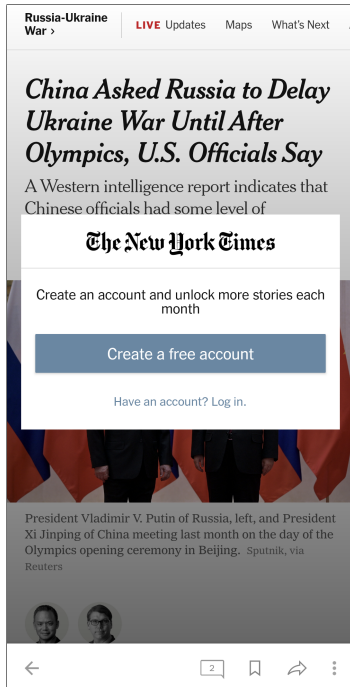 Russia-Ukraine
War >
LIVE Updates Maps What's Next
China Asked Russia to Delay
Ukraine War Until After
Olympics, U.S. Officials Say
A Western intelligence report indicates that
Chinese officials had some level of
The New York Times
Create an account and unlock more stories each
month
Create a free account
Have an account? Log in.
President Vladimir V. Putin of Russia, left, and President
Xi Jinping of China meeting last month on the day of the
Olympics opening ceremony in Beijing. Sputnik, via
Reuters
2